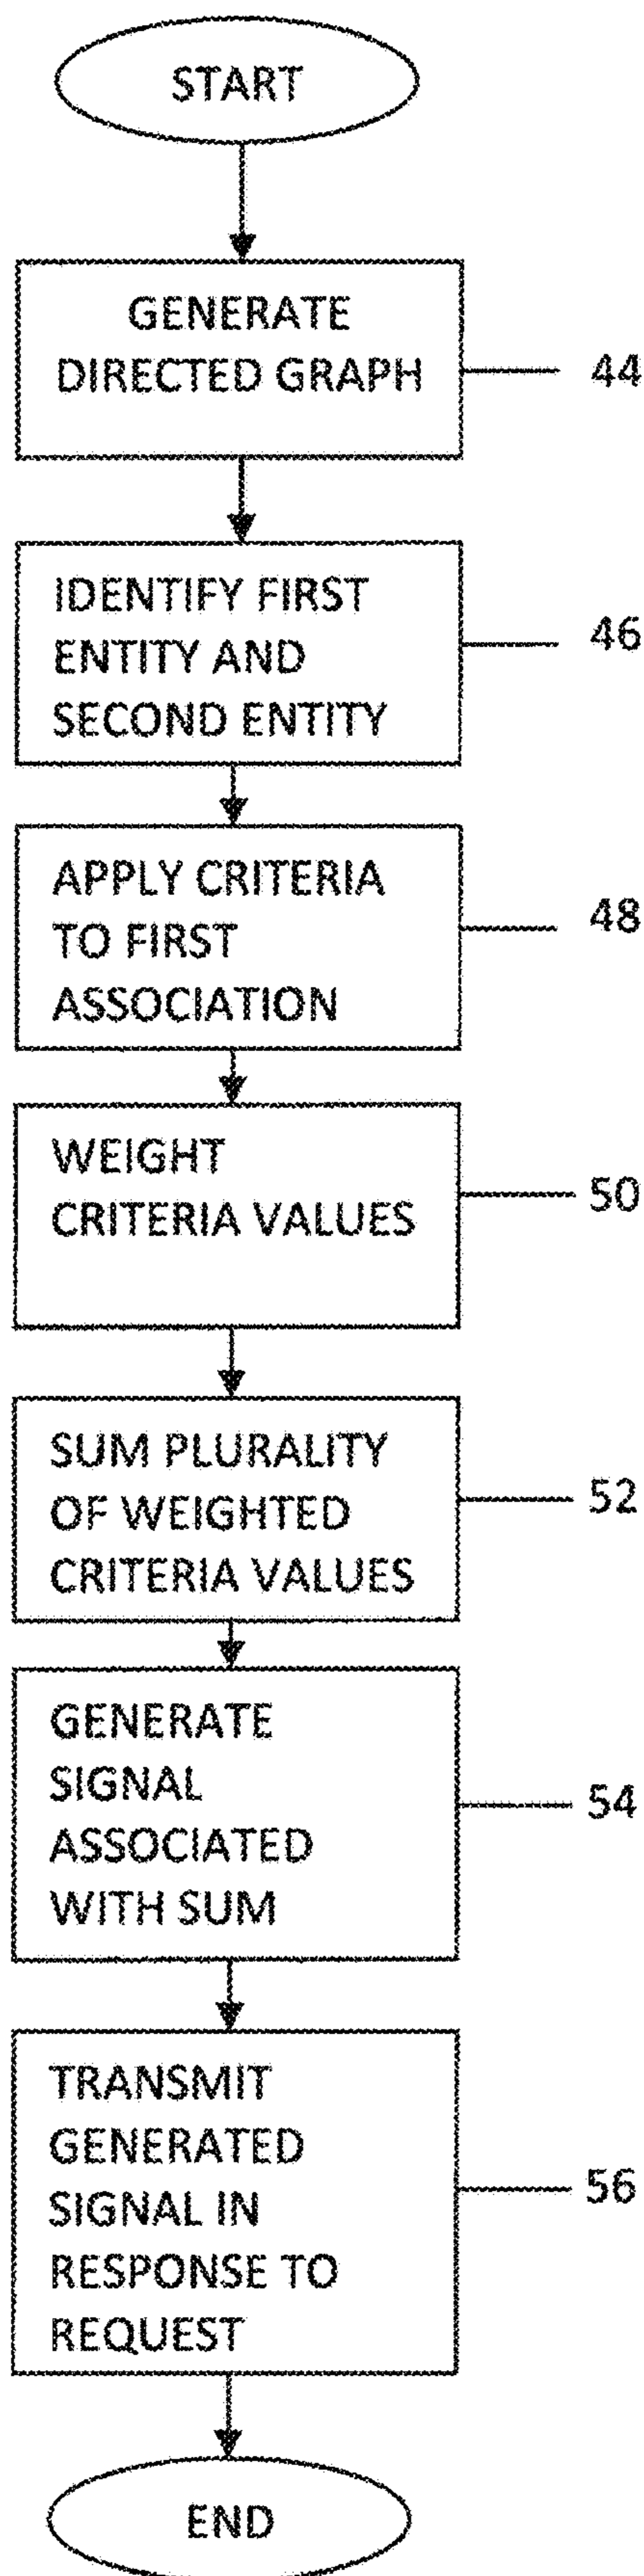 START
GENERATE
DIRECTED GRAPH
44
IDENTIFY FIRST
ENTITY AND
SECOND ENTITY
46
APPLY CRITERIA
TO FIRST
ASSOCIATION
48
WEIGHT
CRITERIA VALUES
50
SUM PLURALITY
OF WEIGHTED
CRITERIA VALUES
52
GENERATE
SIGNAL
ASSOCIATED
WITH SUM
54
TRANSMIT
GENERATED
SIGNAL IN
RESPONSE TO
REQUEST
56
END